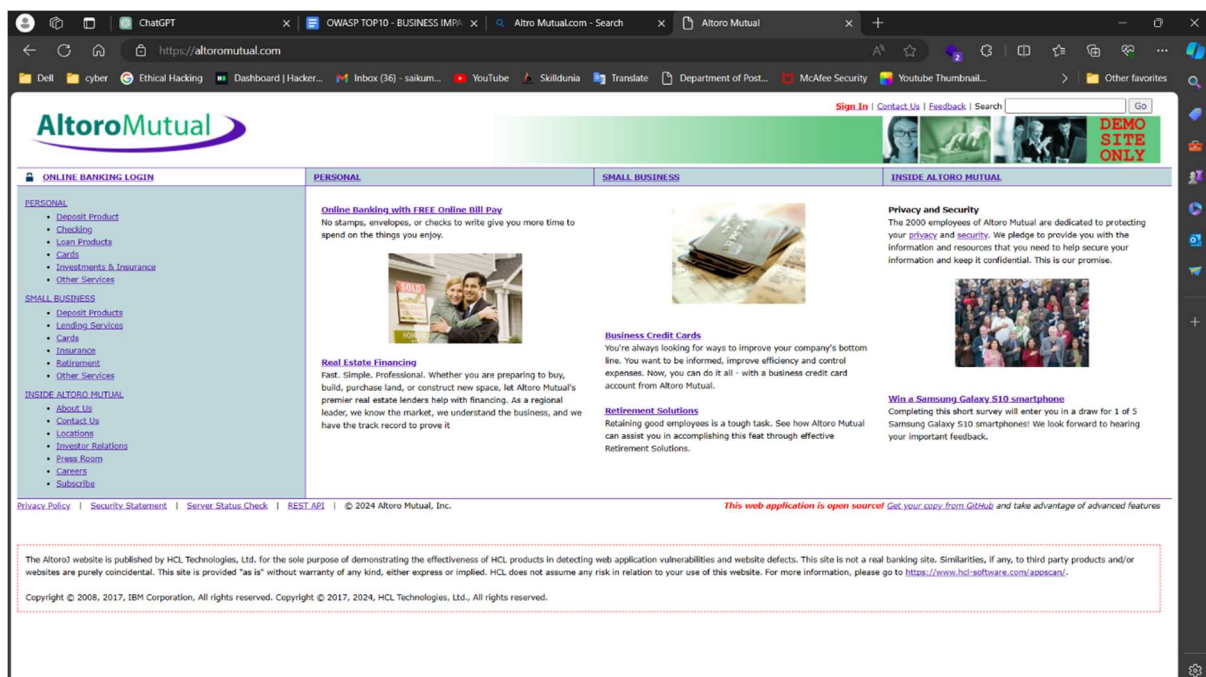 ChatGPT
OWASP TOP10 - BUSINESS IMPA
Altro Mutual.com - Search
Altoro Mutual
https://altoromutual.com
2
Dell
cyber
Ethical Hacking
Dashboard | Hacker...
Inbox (36) - saikum...
YouTube
Skilldunia
Translate
Department of Post...
McAfee Security
Youtube Thumbnail...
Other favorites
Sign In | Contact Us | Feedback | Search
Go
AltoroMutual
DEMO
SITE
ONLY
ONLINE BANKING LOGIN
PERSONAL
SMALL BUSINESS
INSIDE ALTORO MUTUAL
PERSONAL
Deposit Product
Checking
Loan Products
Cards
Investments & Insurance
Other Services
SMALL BUSINESS
Deposit Products
Lending Services
Cards
Insurance
Retirement
Other Services
INSIDE ALTORO MUTUAL
About Us
Contact Us
Locations
Investor Relations
Press Room
Careers
Subscribe
Online Banking with FREE Online Bill Pay
No stamps, envelopes, or checks to write give you more time to
spend on the things you enjoy.
SOLD
Real Estate Financing
Fast. Simple. Professional. Whether you are preparing to buy,
build, purchase land, or construct new space, let Altoro Mutual's
premier real estate lenders help with financing. As a regional
leader, we know the market, we understand the business, and we
have the track record to prove it
Business Credit Cards
You're always looking for ways to improve your company's bottom
line. You want to be informed, improve efficiency and control
expenses. Now, you can do it all - with a business credit card
account from Altoro Mutual.
Retirement Solutions
Retaining good employees is a tough task. See how Altoro Mutual
can assist you in accomplishing this feat through effective
Retirement Solutions.
Privacy and Security
The 2000 employees of Altoro Mutual are dedicated to protecting
your privacy and security. We pledge to provide you with the
information and resources that you need to help secure your
information and keep it confidential. This is our promise.
Win a Samsung Galaxy S10 smartphone
Completing this short survey will enter you in a draw for 1 of 5
Samsung Galaxy S10 smartphones! We look forward to hearing
your important feedback.
Privacy Policy | Security Statement | Server Status Check | REST API | © 2024 Altoro Mutual, Inc.
This web application is open source! Get your copy from GitHub and take advantage of advanced features
The AltoroJ website is published by HCL Technologies, Ltd. for the sole purpose of demonstrating the effectiveness of HCL products in detecting web application vulnerabilities and website defects. This site is not a real banking site. Similarities, if any, to third party products and/or
websites are purely coincidental. This site is provided "as is" without warranty of any kind, either express or implied. HCL does not assume any risk in relation to your use of this website. For more information, please go to https://www.hcl-software.com/appscan/.
Copyright © 2008, 2017, IBM Corporation, All rights reserved. Copyright © 2017, 2024, HCL Technologies, Ltd., All rights reserved.